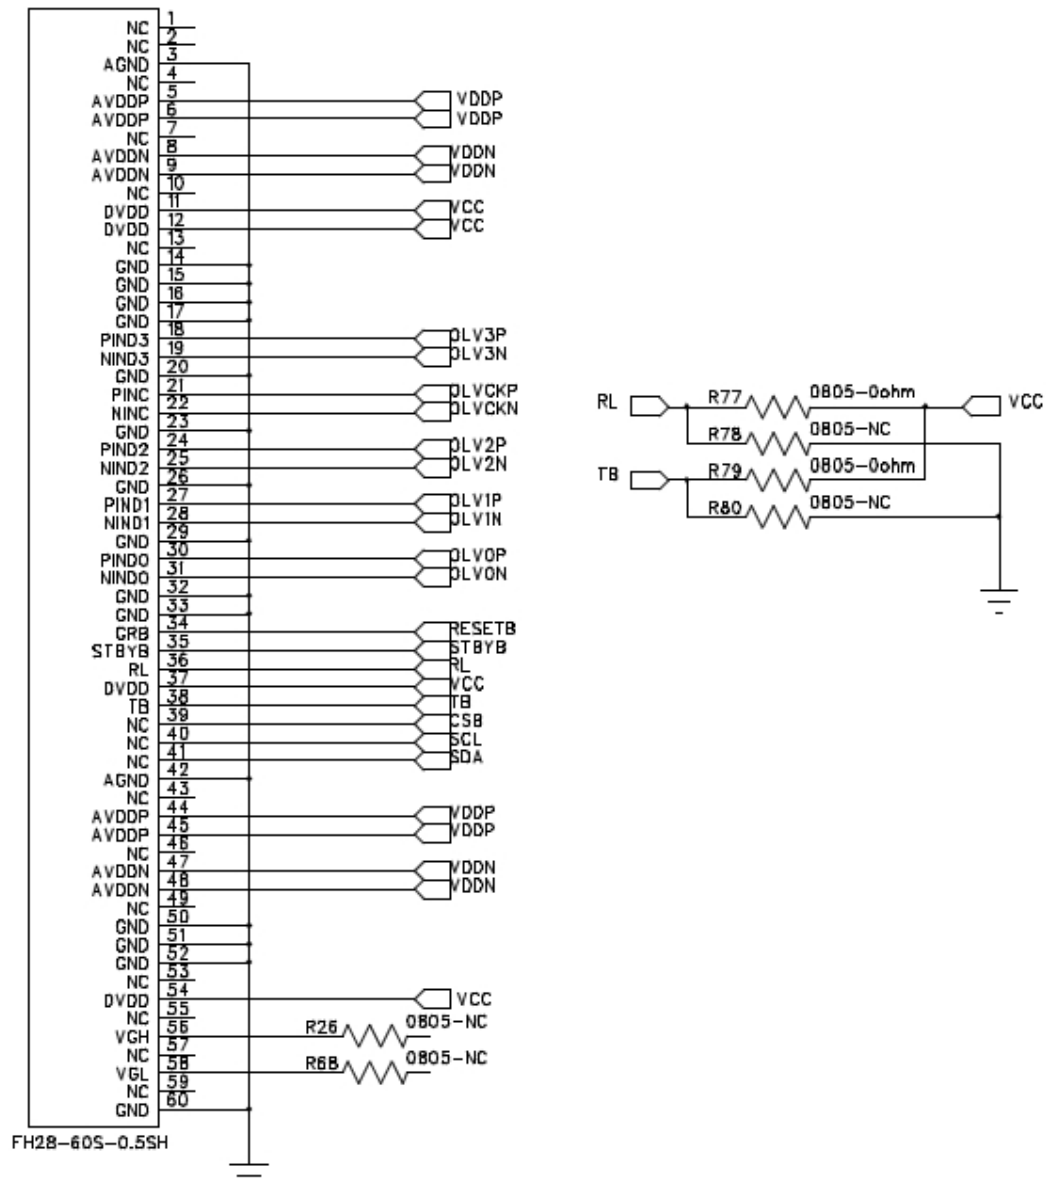 NC 1
NC 2
AGND 3
NC 4
AVDDP 5 VDDP
AVDDP 6 VDDP
NC 7
AVDDN 8 VDDN
AVDDN 9 VDDN
NC 10
DVDD 11 VCC
DVDD 12 VCC
NC 13
GND 14
GND 15
GND 16
GND 17
PIND3 18 OLV3P
NIND3 19 OLV3N
GND 20
PINC 21 OLVCKP
NINC 22 OLVCKN
GND 23
PIND2 24 OLV2P
NIND2 25 OLV2N
GND 26
PIND1 27 OLV1P
NIND1 28 OLV1N
GND 29
PIND0 30 OLV0P
NIND0 31 OLV0N
GND 32
GND 33
GRB 34 RESETB
STBYB 35 STBYB
RL 36 RL
DVDD 37 VCC
TB 38 TB
NC 39 CSB
NC 40 SCL
NC 41 SDA
AGND 42
NC 43
AVDDP 44 VDDP
AVDDP 45 VDDP
NC 46
AVDDN 47 VDDN
AVDDN 48 VDDN
NC 49
GND 50
GND 51
GND 52
NC 53
DVDD 54 VCC
NC 55
VGH 56 R26 0805-NC
NC 57
VGL 58 R68 0805-NC
NC 59
GND 60
FH28-60S-0.5SH
RL R77 0805-0ohm VCC
R78 0805-NC
TB R79 0805-0ohm
R80 0805-NC